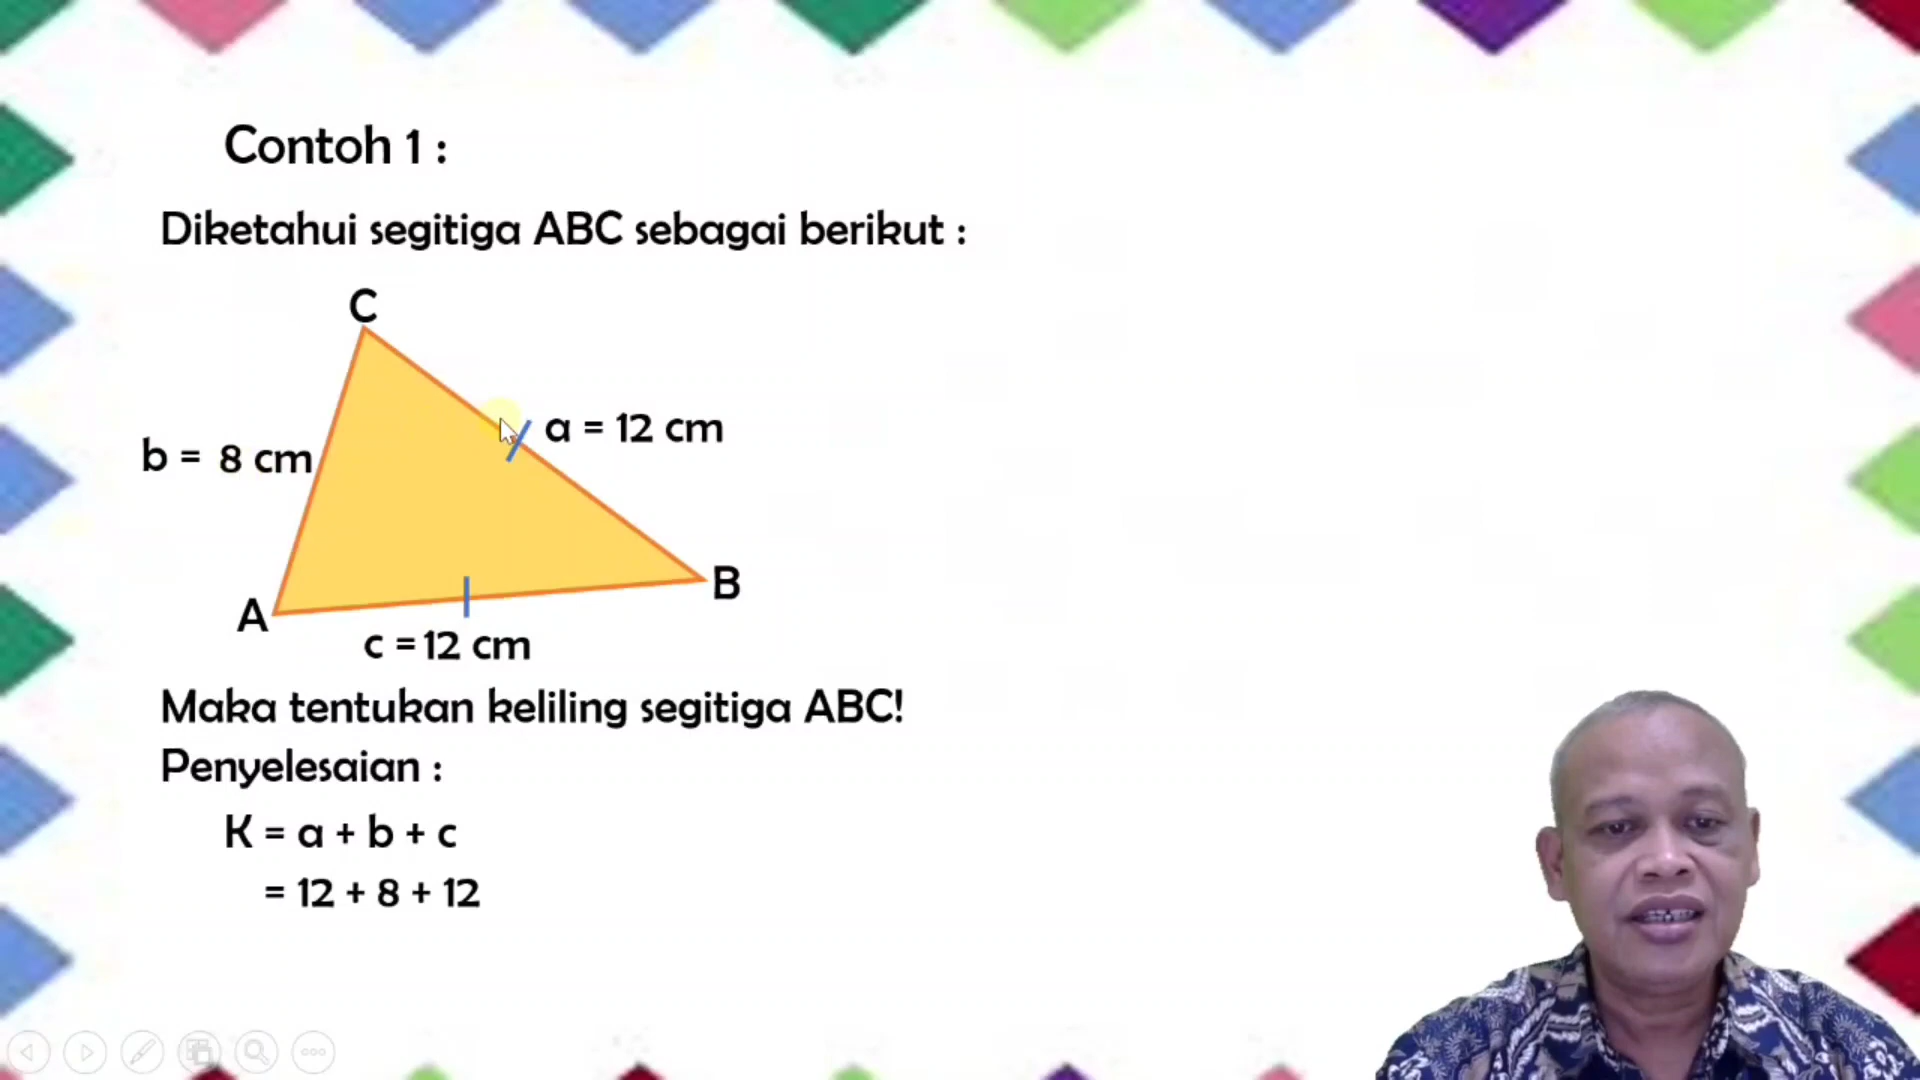 Contoh 1 :
Diketahui segitiga ABC sebagai berikut :
C
a = 12 cm
b = 8 cm
B
A
c = 12 cm
Maka tentukan keliling segitiga ABC!
Penyelesaian :
K = a + b + c
= 12 + 8 + 12